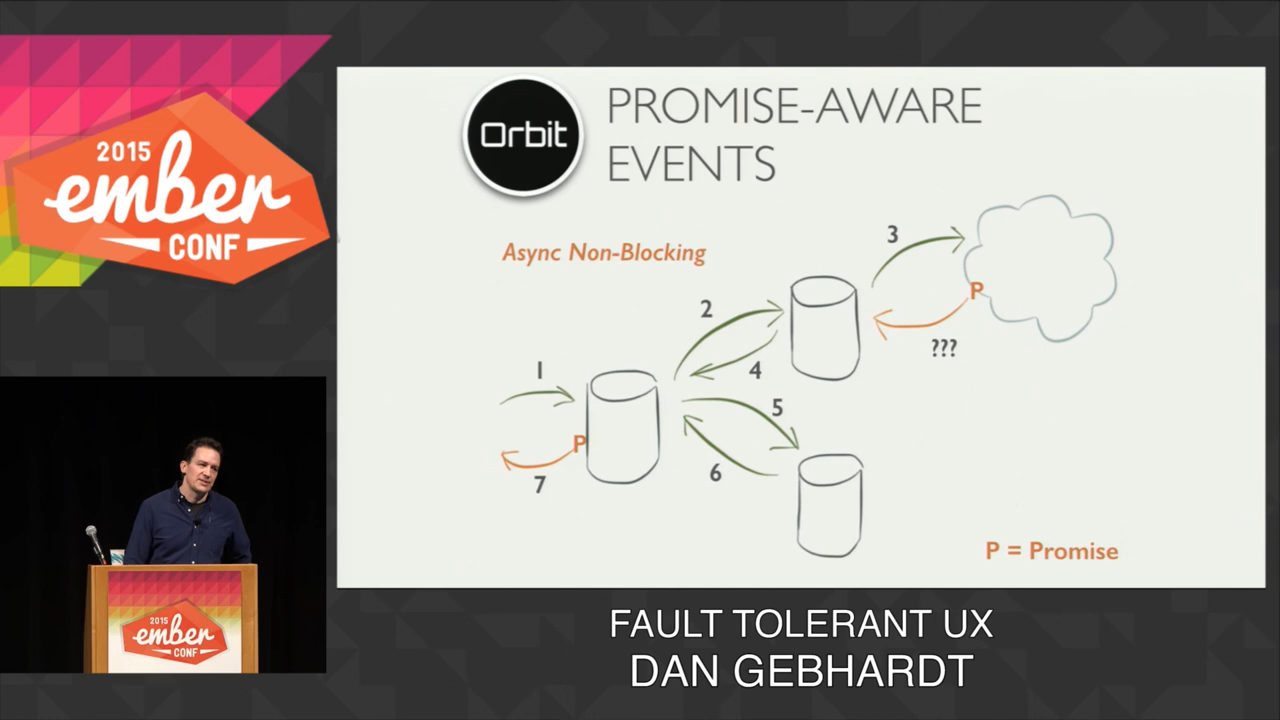 2015
ember
CONF
Orbit
PROMISE-AWARE
EVENTS
Async Non-Blocking
1
2
3
4
5
6
7
P
P
???
P = Promise
2015
ember
CONF
FAULT TOLERANT UX
DAN GEBHARDT